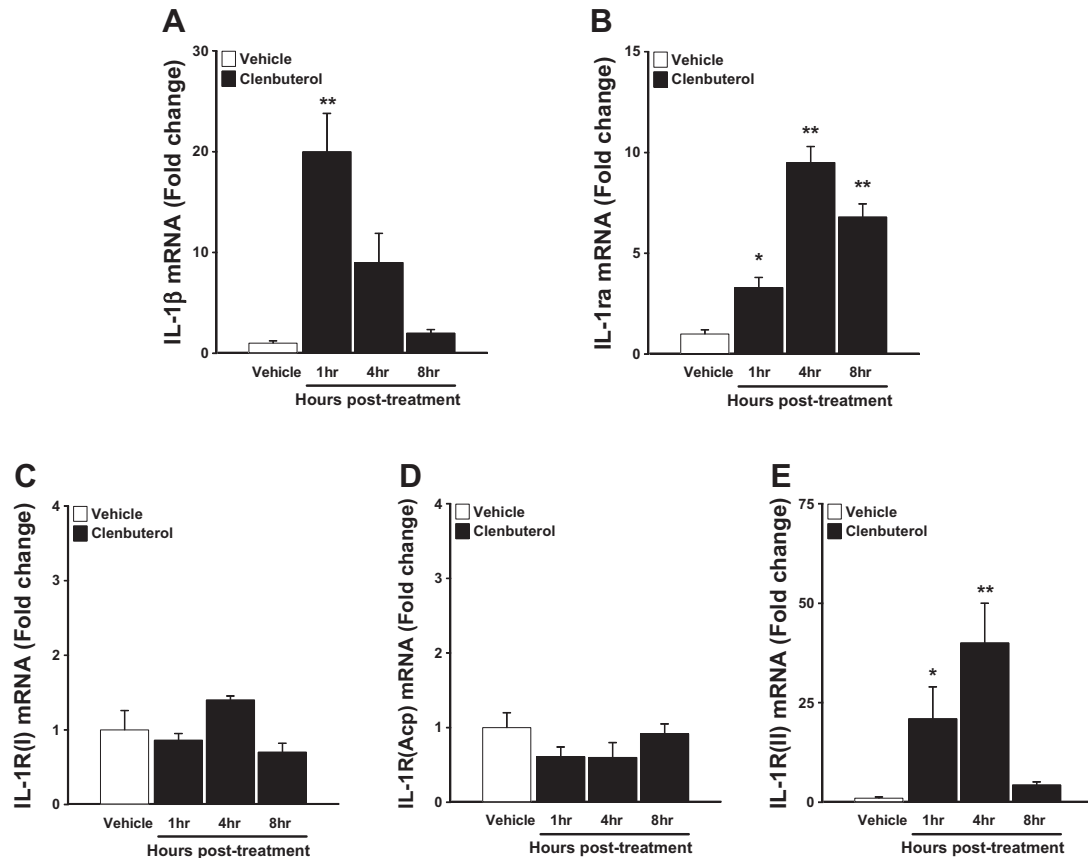 A
IL-1β mRNA (Fold change)
30
20
10
0
Vehicle
Clenbuterol
**
Vehicle 1hr 4hr 8hr
Hours post-treatment
B
IL-1ra mRNA (Fold change)
15
10
5
0
Vehicle
Clenbuterol
*
**
**
Vehicle 1hr 4hr 8hr
Hours post-treatment
C
IL-1R(I) mRNA (Fold change)
4
3
2
1
0
Vehicle
Clenbuterol
Vehicle 1hr 4hr 8hr
Hours post-treatment
D
IL-1R(Acp) mRNA (Fold change)
4
3
2
1
0
Vehicle
Clenbuterol
Vehicle 1hr 4hr 8hr
Hours post-treatment
E
IL-1R(II) mRNA (Fold change)
75
50
25
0
Vehicle
Clenbuterol
*
**
Vehicle 1hr 4hr 8hr
Hours post-treatment